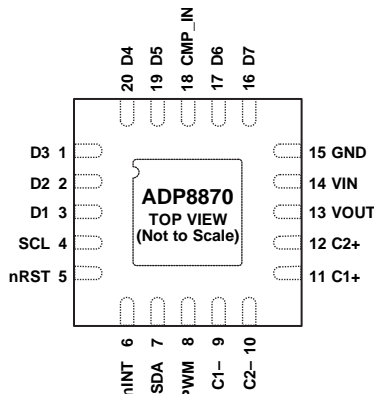 20 D4
19 D5
18 CMP_IN
17 D6
16 D7
D3 1
D2 2
D1 3
SCL 4
nRST 5
ADP8870
TOP VIEW
(Not to Scale)
15 GND
14 VIN
13 VOUT
12 C2+
11 C1+
nINT 6
SDA 7
PWM 8
C1– 9
C2– 10